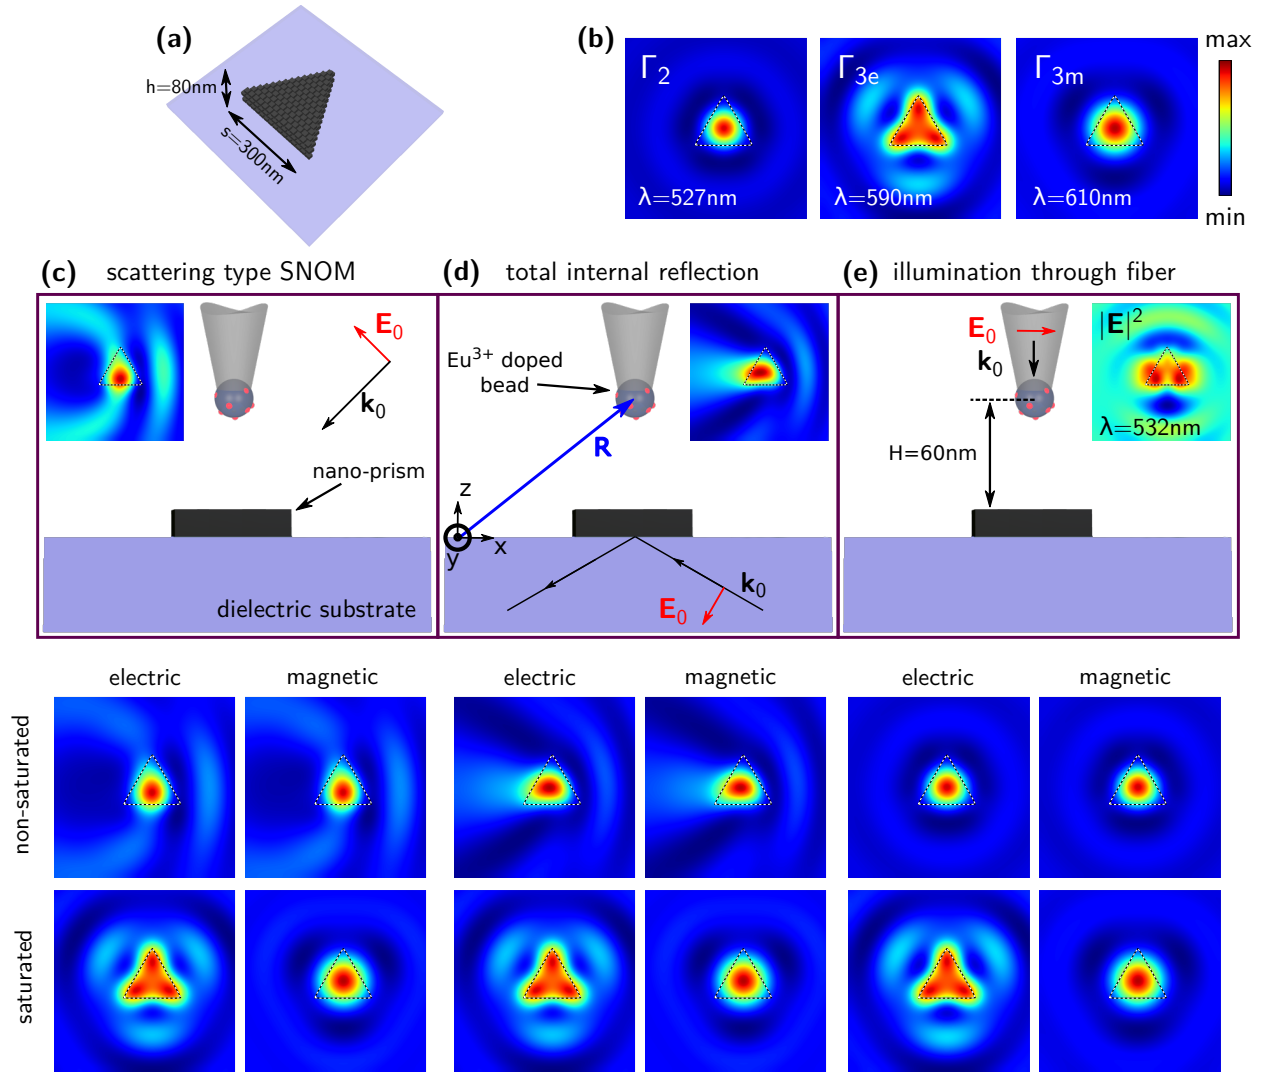 (a)
h=80nm
s=300nm
(b)
Γ2
λ=527nm
Γ3e
λ=590nm
Γ3m
λ=610nm
max
min
(c) scattering type SNOM
E0
k0
nano-prism
dielectric substrate
(d) total internal reflection
Eu3+ doped
bead
R
z
x
y
k0
E0
(e) illumination through fiber
E0
k0
|E|2
λ=532nm
H=60nm
electric magnetic electric magnetic electric magnetic
non-saturated
saturated